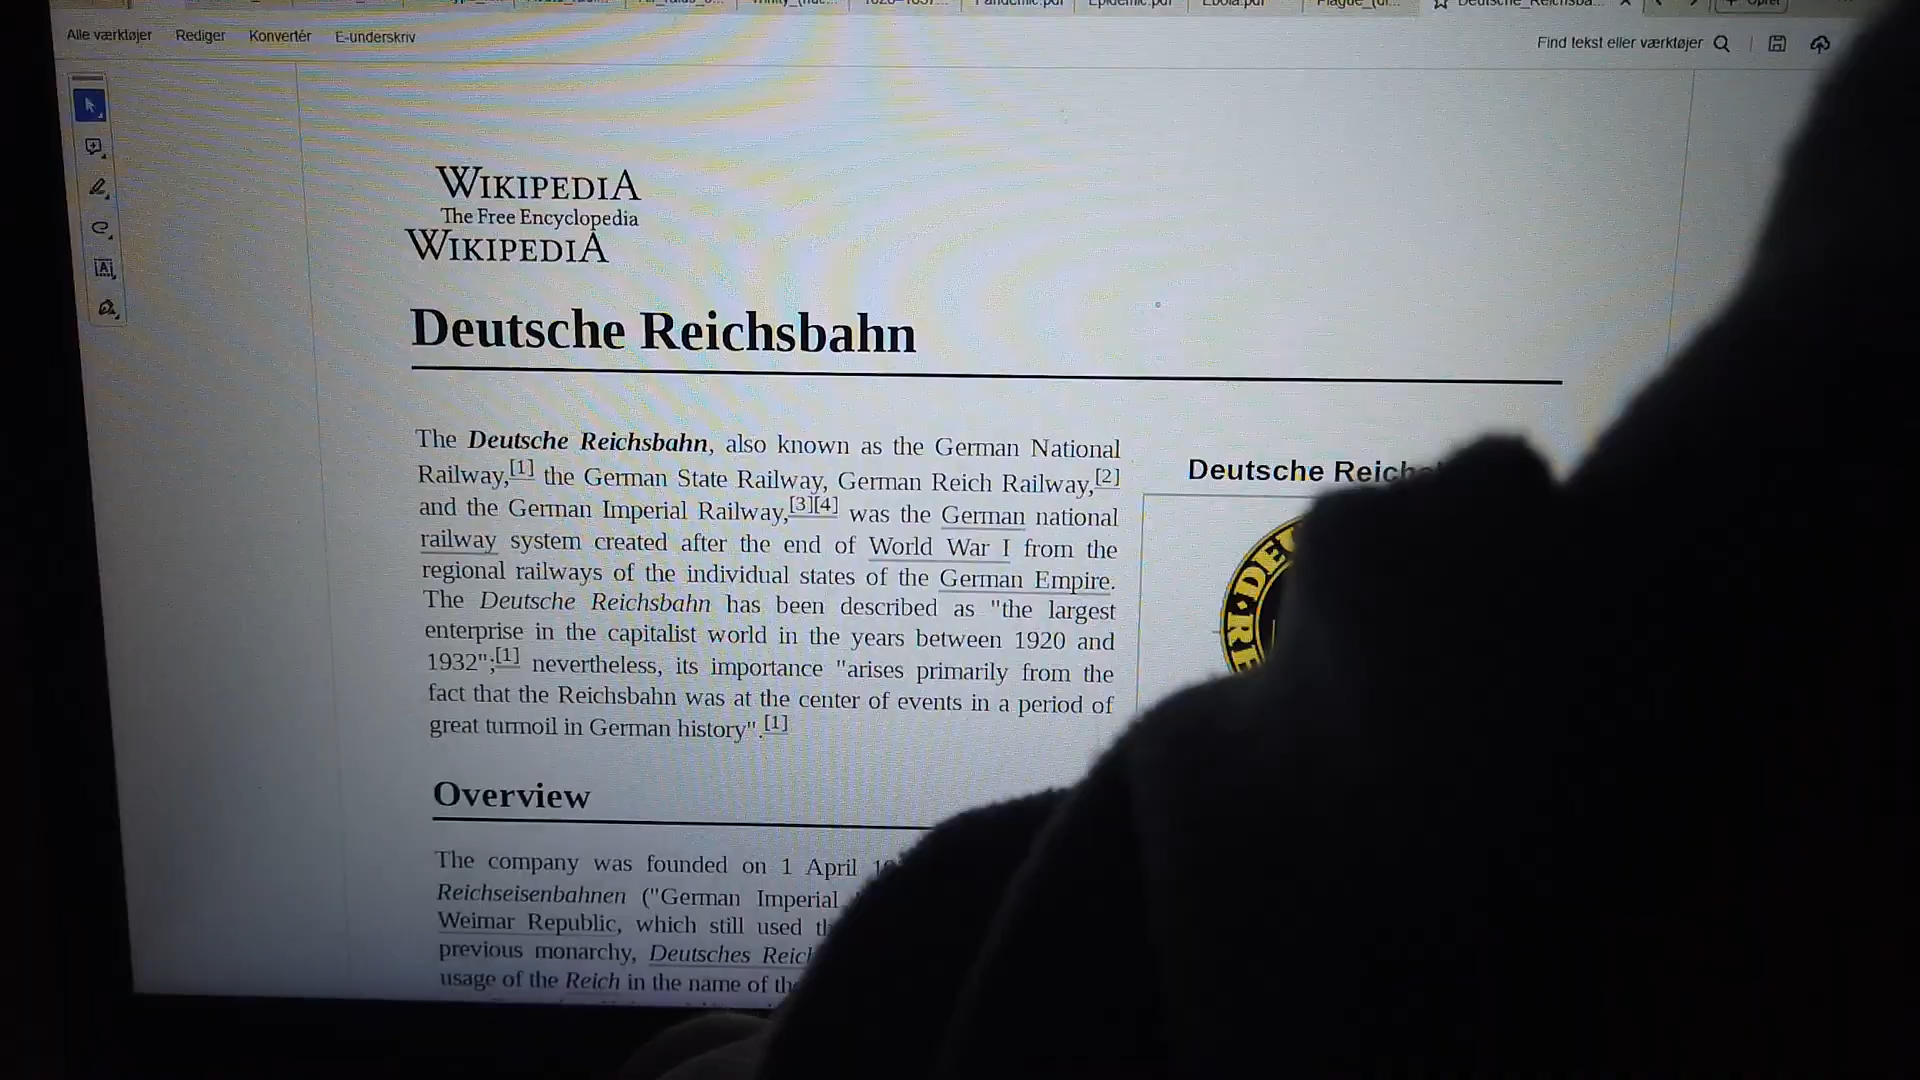 Pandemic.pdf Epidemic.pdf Ebola.pdf
Alle værktøjer Rediger Konvertér E-underskriv
Find tekst eller værktøjer
WIKIPEDIA
The Free Encyclopedia
WIKIPEDIA
Deutsche Reichsbahn
The Deutsche Reichsbahn, also known as the German National
Railway,[1] the German State Railway, German Reich Railway,[2]
and the German Imperial Railway,[3][4] was the German national
railway system created after the end of World War I from the
regional railways of the individual states of the German Empire.
The Deutsche Reichsbahn has been described as "the largest
enterprise in the capitalist world in the years between 1920 and
1932";[1] nevertheless, its importance "arises primarily from the
fact that the Reichsbahn was at the center of events in a period of
great turmoil in German history".[1]
Deutsche
Overview
The company was founded on 1 April
Reichseisenbahnen ("German Imperial
Weimar Republic, which still used
previous monarchy, Deutsches
usage of the Reich in the name of